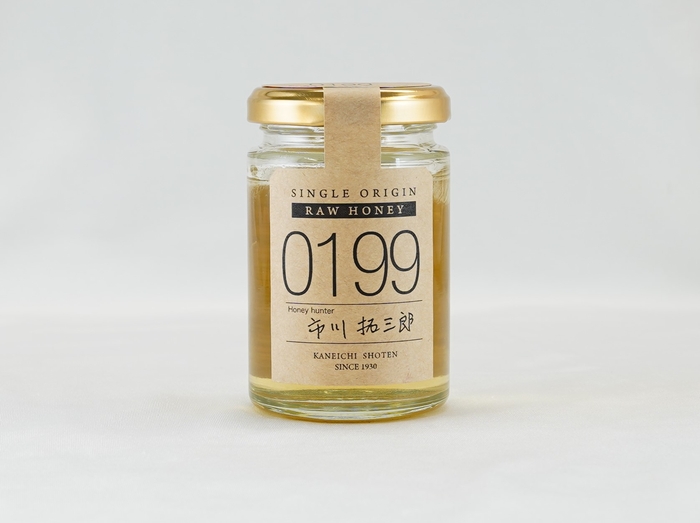 SINGLE ORIGIN
RAW HONEY
0199
Honey hunter
市川 拓三郎
KANEICHI SHOTEN
SINCE 1930